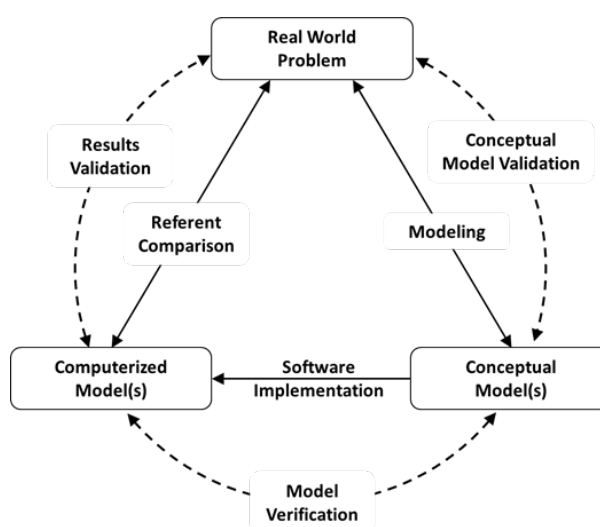 Real World
Problem
Results
Validation
Conceptual
Model Validation
Referent
Comparison
Modeling
Computerized
Model(s)
Software
Implementation
Conceptual
Model(s)
Model
Verification